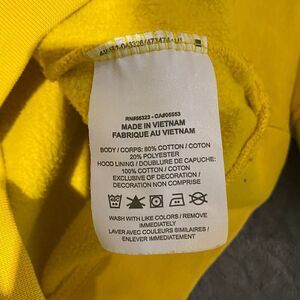 RN#56323 - CA#05553
MADE IN VIETNAM
FABRIQUE AU VIETNAM
BODY / CORPS: 80% COTTON / COTON
20% POLYESTER
HOOD LINING / DOUBLURE DE CAPUCHE:
100% COTTON / COTON
EXCLUSIVE OF DECORATION /
DECORATION NON COMPRISE
WASH WITH LIKE COLORS / REMOVE
IMMEDIATELY
LAVER AVEC COULEURS SIMILAIRES /
ENLEVER IMMEDIATEMENT